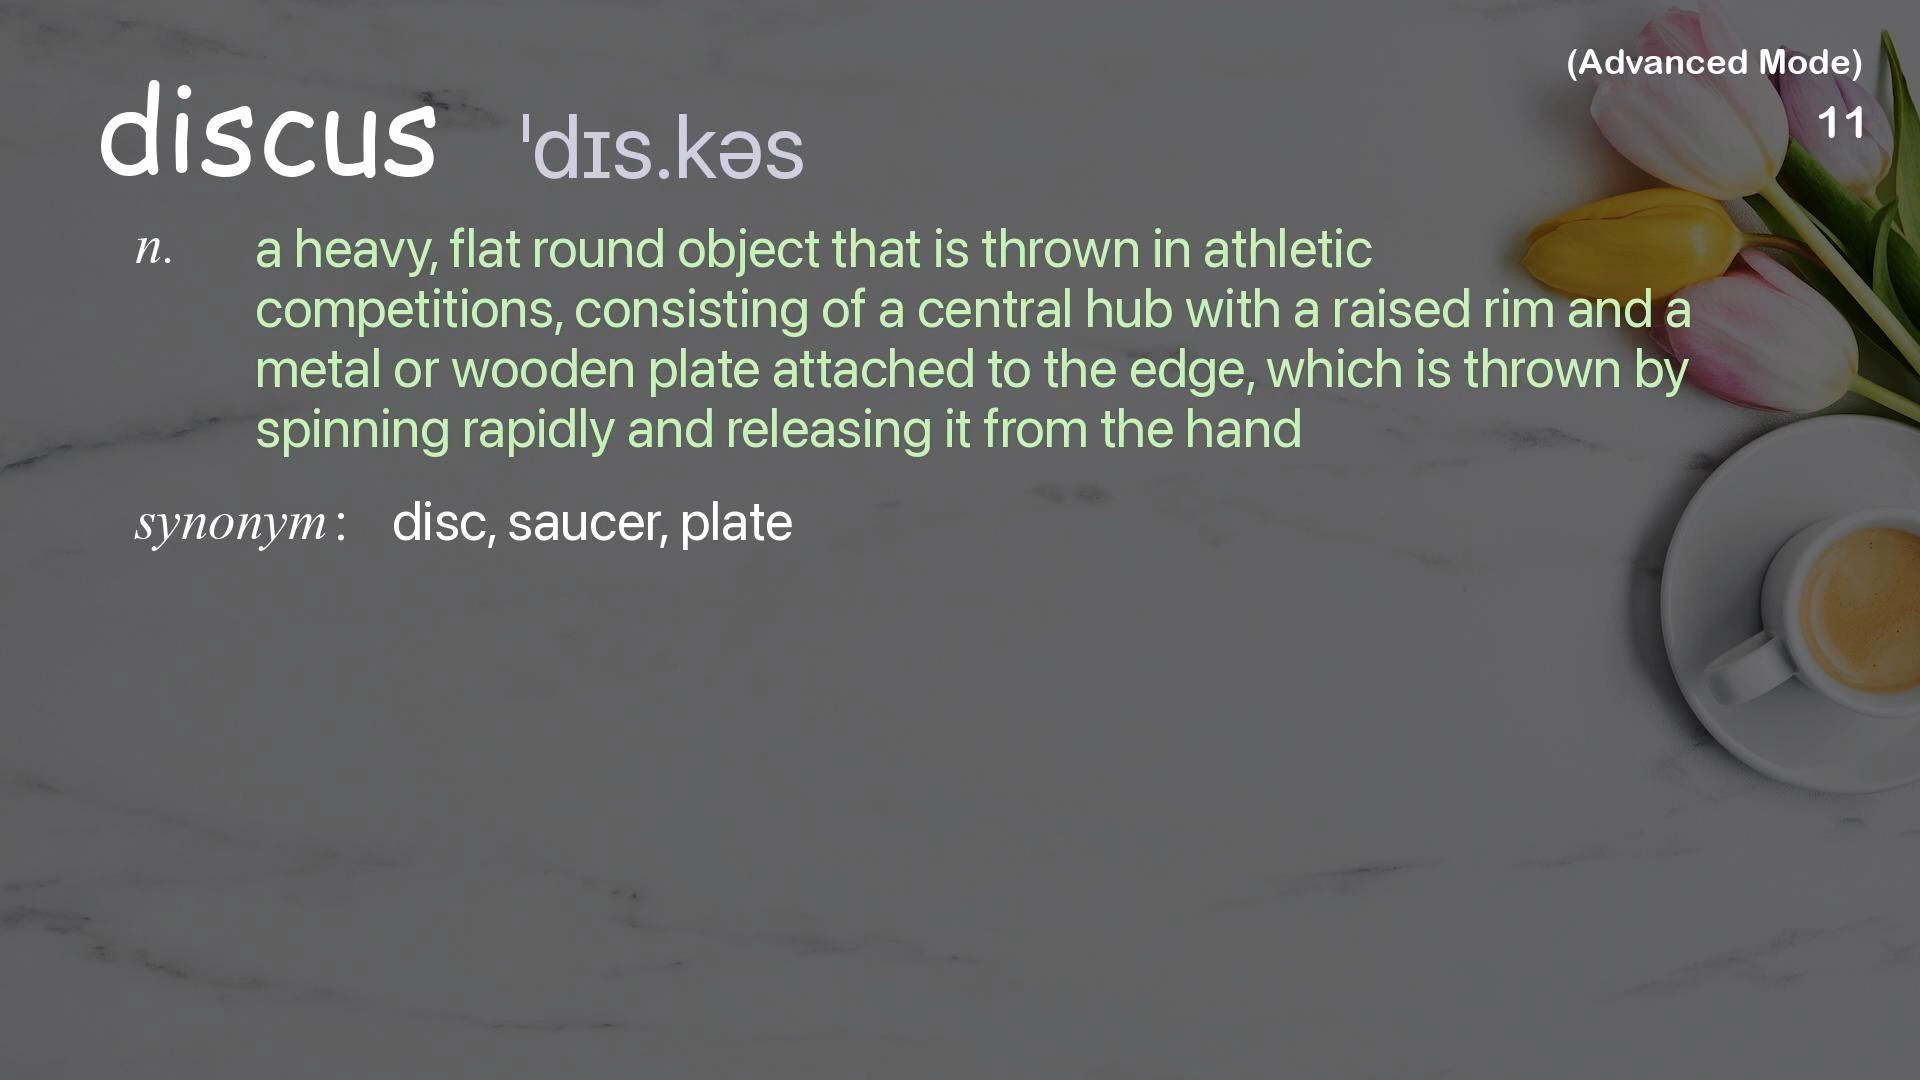 (Advanced Mode)
11
discus ˈdɪs.kəs
n. a heavy, flat round object that is thrown in athletic
competitions, consisting of a central hub with a raised rim and a
metal or wooden plate attached to the edge, which is thrown by
spinning rapidly and releasing it from the hand
synonym: disc, saucer, plate